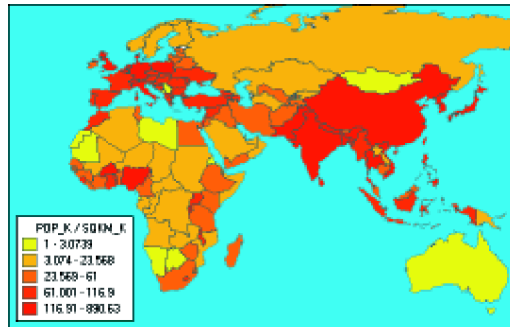 POP_K / SQKM_K
1 - 3.0739
3.074 - 23.568
23.569 - 61
61.001 - 116.9
116.91 - 890.63